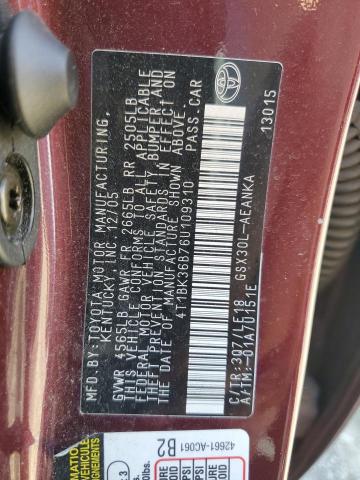 MFD. BY: TOYOTA MOTOR MANUFACTURING,
KENTUCKY, INC. 12/05
GVWR 4565LB GAWR FR 2665LB RR 2505LB
THIS VEHICLE CONFORMS TO ALL APPLICABLE
FEDERAL MOTOR VEHICLE SAFETY, BUMPER, AND
THEFT PREVENTION STANDARDS IN EFFECT ON
THE DATE OF MANUFACTURE SHOWN ABOVE.
4T1BK36B76U109310 PASS. CAR
C/TR: 3Q7/LE18 GSX30L-AEANKA
A/TM: -01A/U151E 13015
42661-AC061
B2